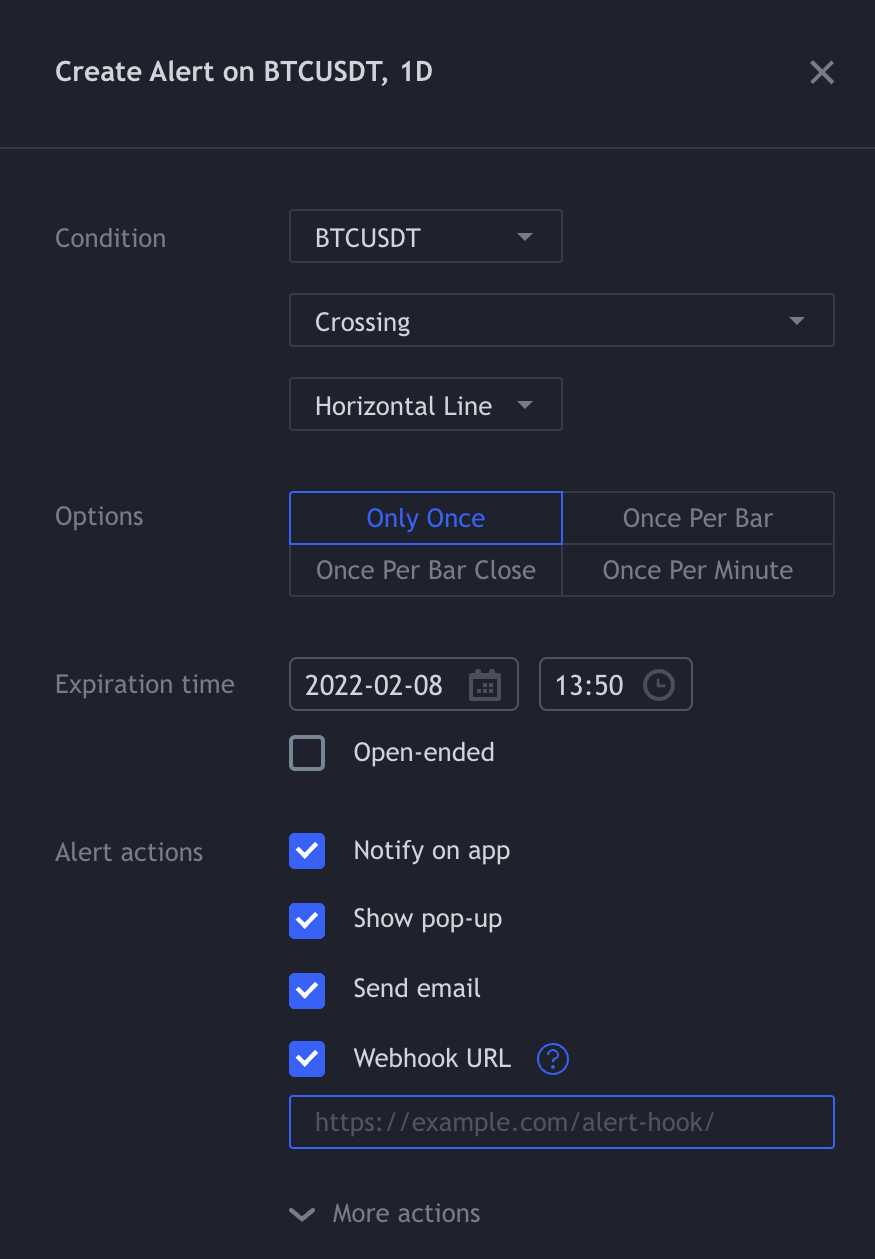 Create Alert on BTCUSDT, 1D
Condition
BTCUSDT
Crossing
Horizontal Line
Options
Only Once
Once Per Bar
Once Per Bar Close
Once Per Minute
Expiration time
2022-02-08
13:50
Open-ended
Alert actions
Notify on app
Show pop-up
Send email
Webhook URL ?
https://example.com/alert-hook/
More actions